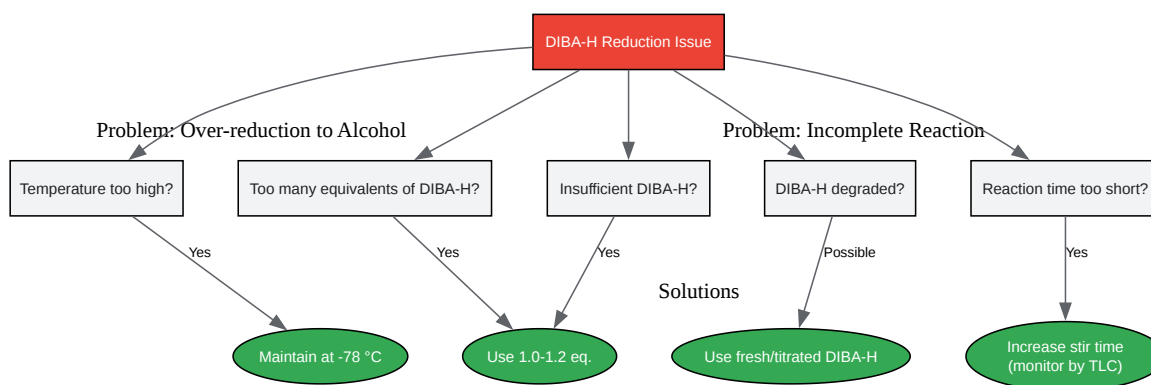 DIBA-H Reduction Issue
Problem: Over-reduction to Alcohol
Problem: Incomplete Reaction
Temperature too high?
Too many equivalents of DIBA-H?
Insufficient DIBA-H?
DIBA-H degraded?
Reaction time too short?
Yes
Yes
Yes
Possible
Yes
Solutions
Maintain at -78 °C
Use 1.0-1.2 eq.
Use fresh/titrated DIBA-H
Increase stir time
(monitor by TLC)